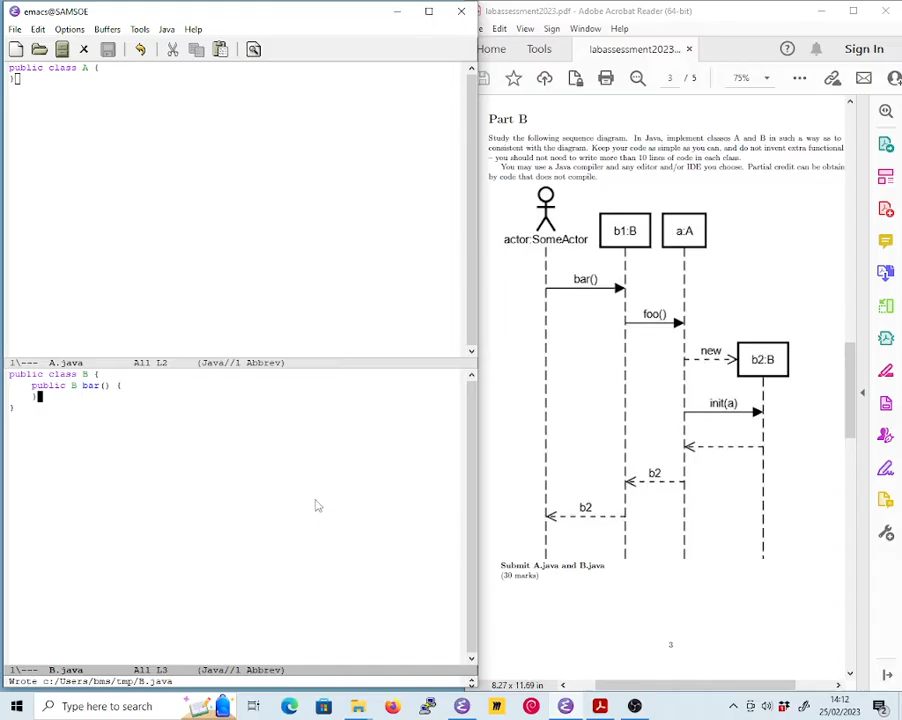 emacs@SAMSOE
File Edit Options Buffers Tools Java Help
public class A {
}
1\--- A.java All L2 (Java//l Abbrev)
public class B {
public B bar() {
}
}
1\--- B.java All L3 (Java//l Abbrev)
Wrote c:/Users/bms/tmp/B.java
labassessment2023.pdf - Adobe Acrobat Reader (64-bit)
Edit View Sign Window Help
Home Tools labassessment2023... × Sign In
3 / 5 75%
Part B
Study the following sequence diagram. In Java, implement classes A and B in such a way as to
consistent with the diagram. Keep your code as simple as you can, and do not invent extra functional
– you should not need to write more than 10 lines of code in each class.
You may use a Java compiler and any editor and/or IDE you choose. Partial credit can be obtain
by code that does not compile.
actor:SomeActor
b1:B
a:A
bar()
foo()
new
b2:B
init(a)
b2
b2
Submit A.java and B.java
(30 marks)
3
8.27 x 11.69 in
Type here to search
14:12
25/02/2023
2